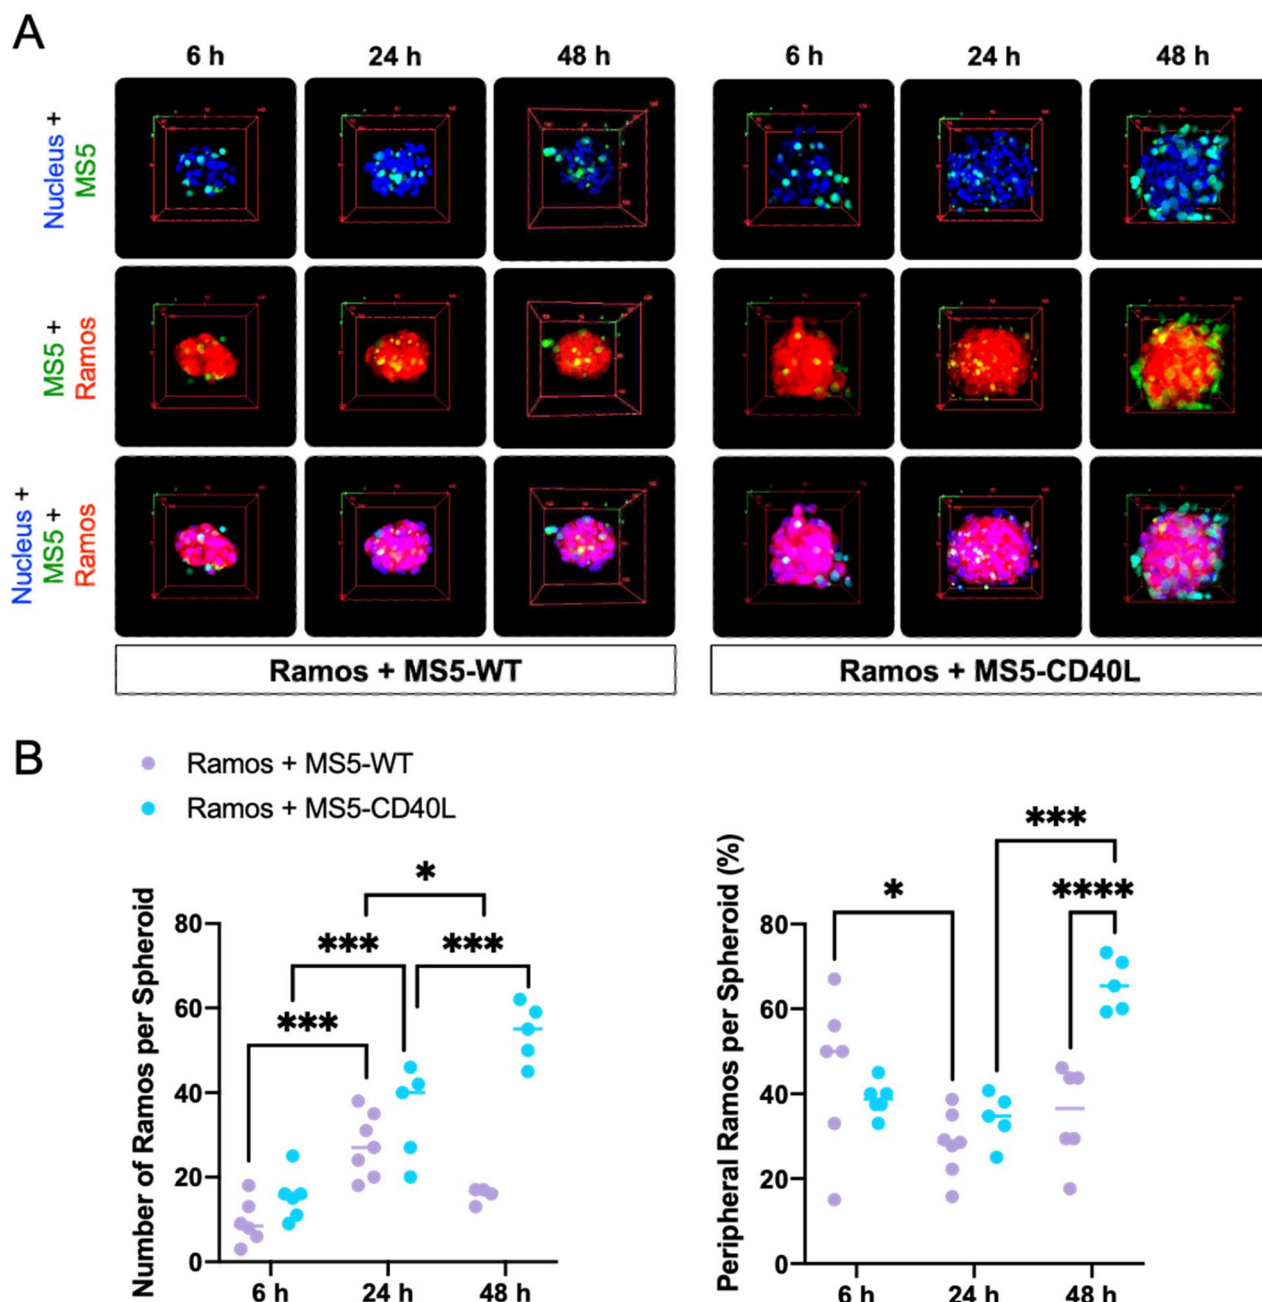 A
6 h 24 h 48 h 6 h 24 h 48 h
Nucleus +
MS5
MS5 +
Ramos
Nucleus +
MS5 +
Ramos
Ramos + MS5-WT
Ramos + MS5-CD40L
B
Ramos + MS5-WT
Ramos + MS5-CD40L
Number of Ramos per Spheroid
80
60
40
20
0
6 h 24 h 48 h
*
*** ***
***
Peripheral Ramos per Spheroid (%)
80
60
40
20
0
6 h 24 h 48 h
***
* ****